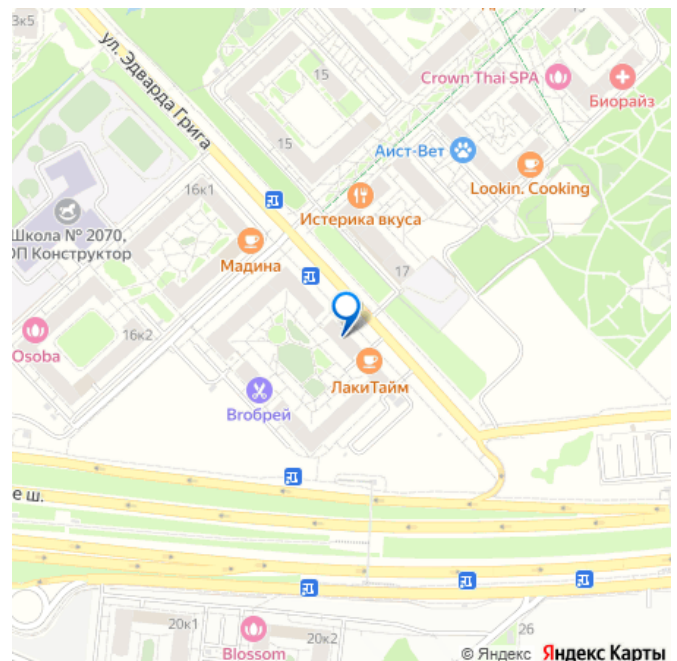 3к5
ул. Эдварда Грига
15
15
Crown Thai SPA
Биорайз
Аист-Вет
Lookin. Cooking
16к1
Истерика вкуса
Школа № 2070,
ОП Конструктор
Мадина
17
16к2
Osoba
ЛакиТайм
Вгобрей
е ш.
20к1
20к2
26
Blossom
© Яндекс Яндекс Карты